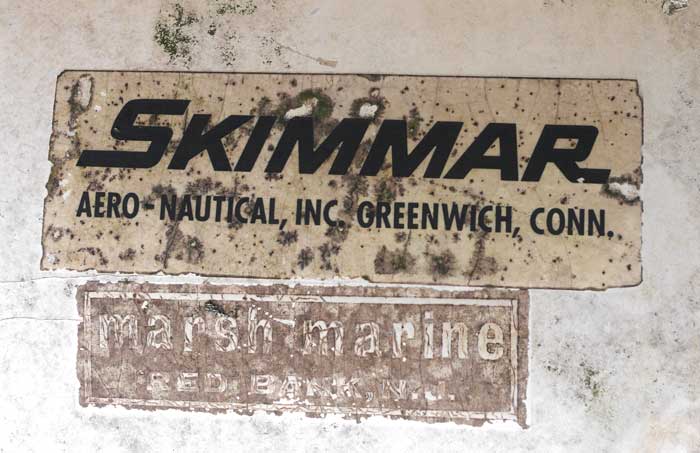 SKIMMAR
AERO-NAUTICAL, INC. GREENWICH, CONN.
marsh marine
RED BANK, N.J.